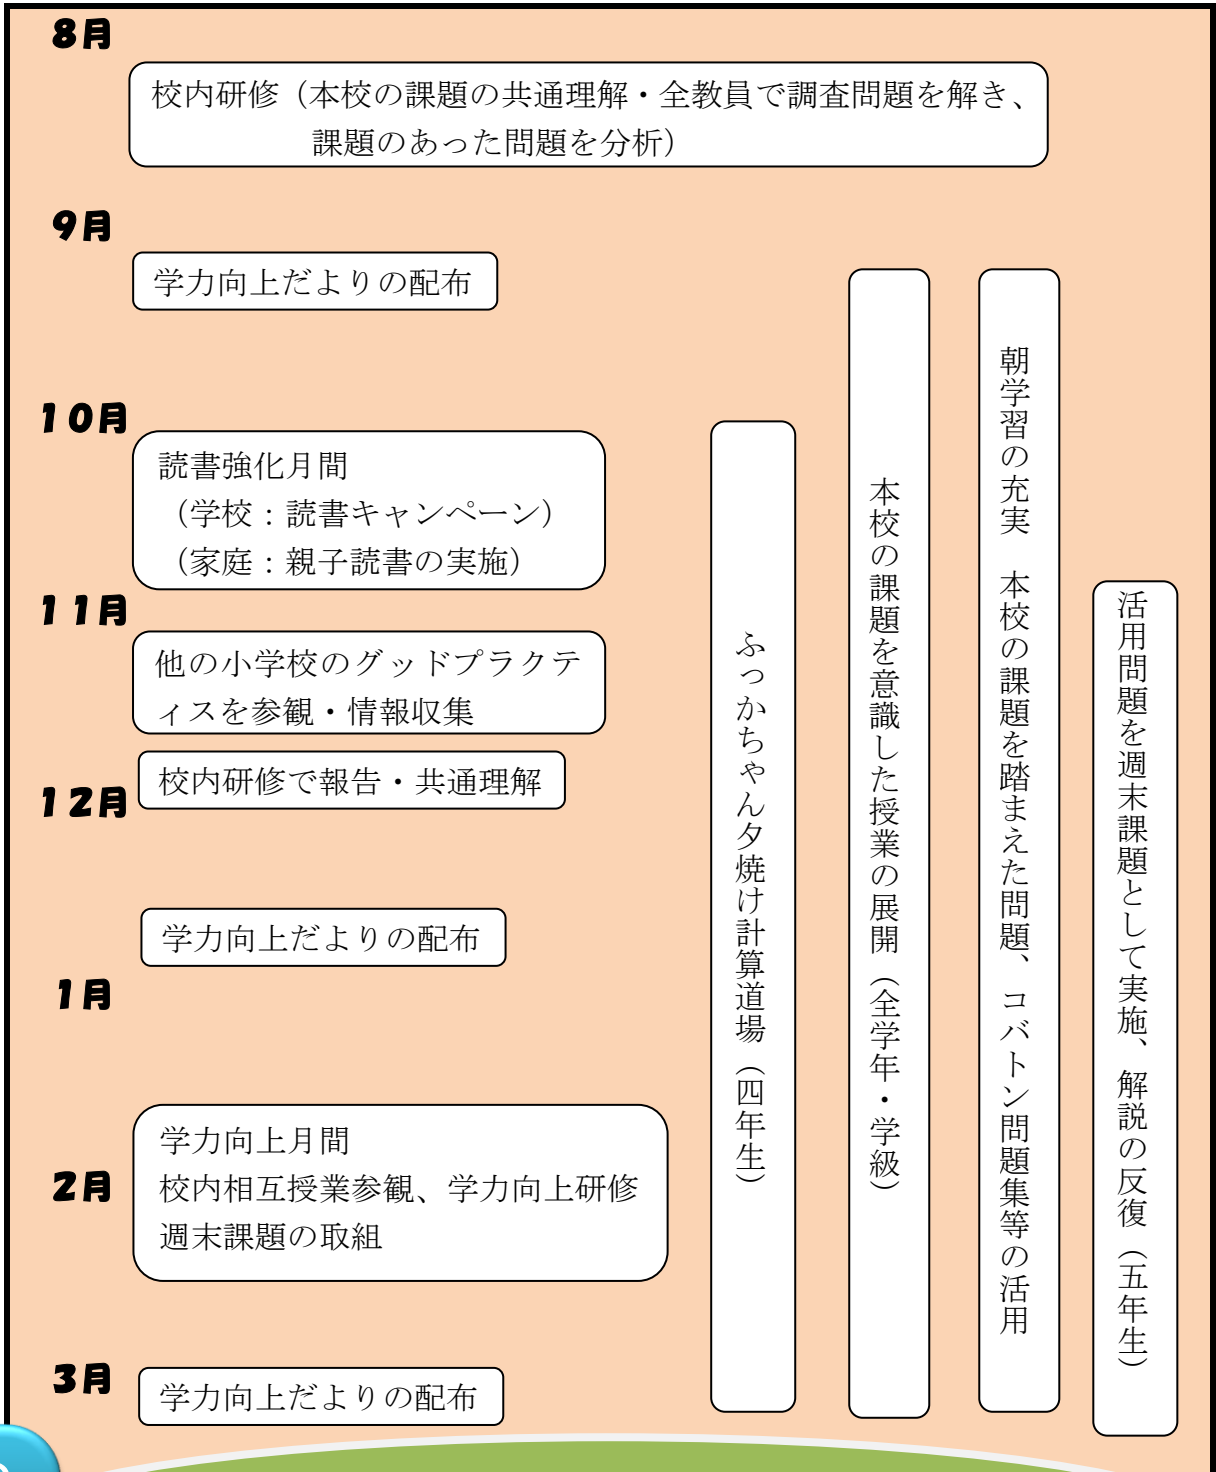 8月
校内研修（本校の課題の共通理解・全教員で調査問題を解き、
課題のあった問題を分析）
9月
学力向上だよりの配布
10月
読書強化月間
（学校：読書キャンペーン）
（家庭：親子読書の実施）
11月
他の小学校のグッドプラクテ
ィスを参観・情報収集
校内研修で報告・共通理解
12月
学力向上だよりの配布
1月
学力向上月間
校内相互授業参観、学力向上研修
週末課題の取組
2月
3月
学力向上だよりの配布
ふっかちゃん夕焼け計算道場（四年生）
本校の課題を意識した授業の展開（全学年・学級）
朝学習の充実　本校の課題を踏まえた問題、コバトン問題集等の活用
活用問題を週末課題として実施、解説の反復（五年生）